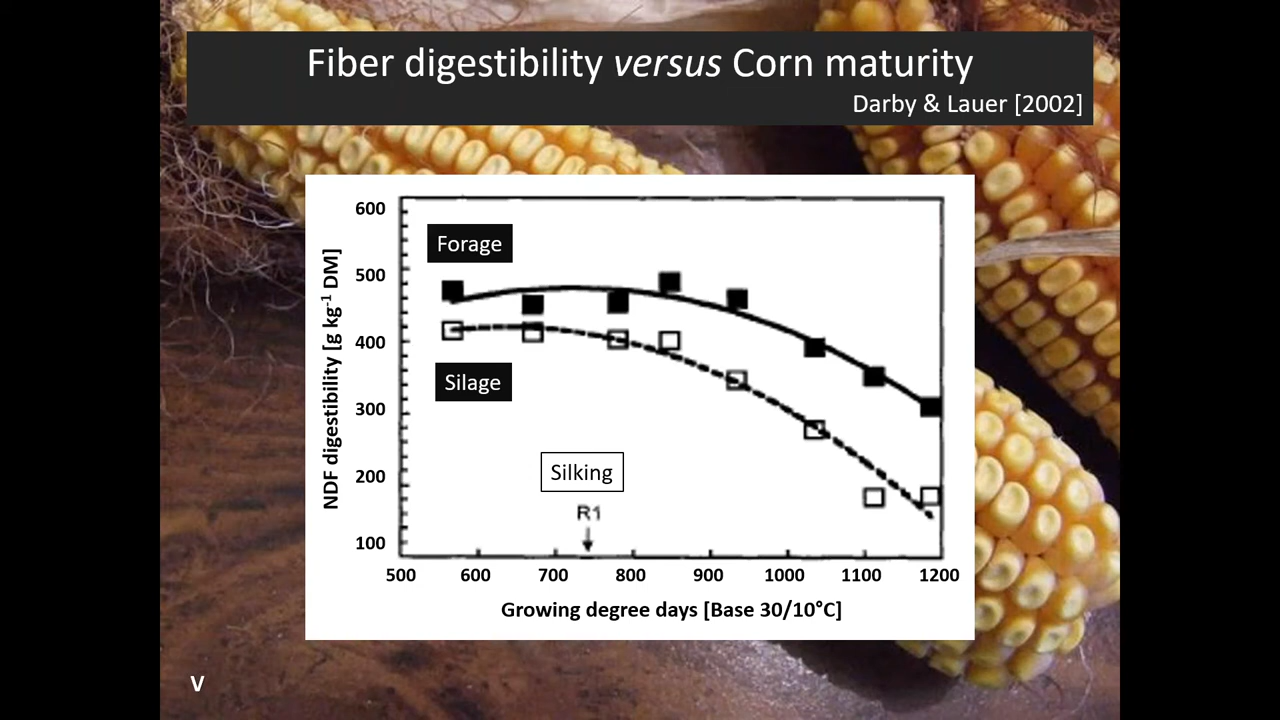 Fiber digestibility versus Corn maturity
Darby & Lauer [2002]
600
500
400
300
200
100
NDF digestibility [g kg⁻¹ DM]
Forage
Silage
Silking
R1
500 600 700 800 900 1000 1100 1200
Growing degree days [Base 30/10°C]
V